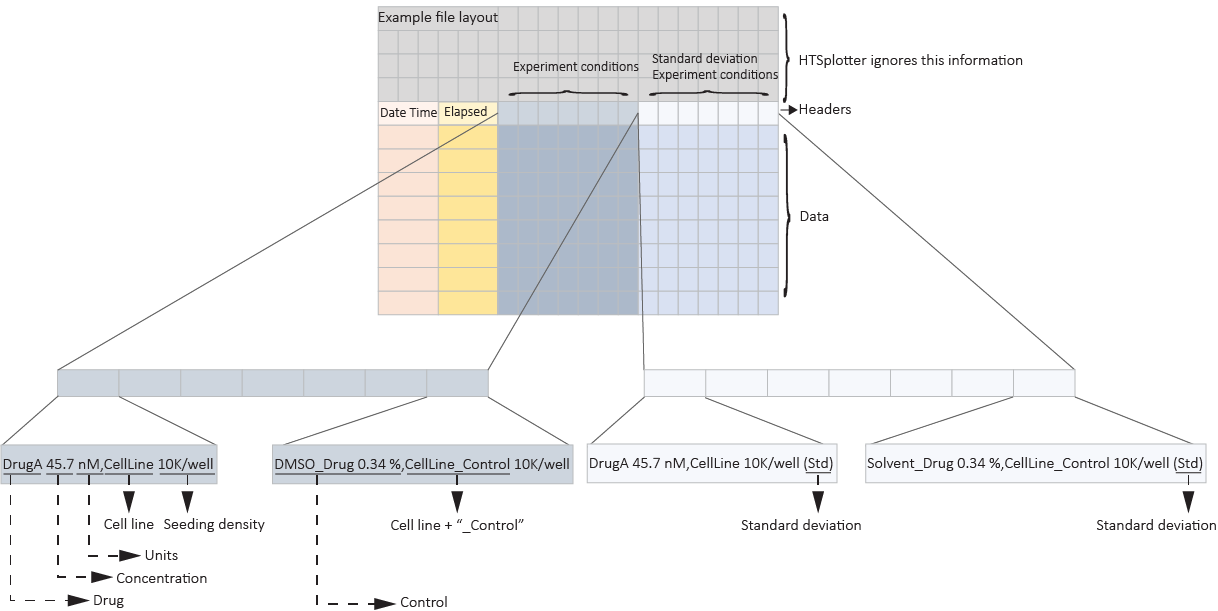 Example file layout
HTSplotter ignores this information
Experiment conditions
Standard deviation
Experiment conditions
Date Time
Elapsed
Headers
Data
DrugA 45.7 nM,CellLine 10K/well
DMSO_Drug 0.34 %,CellLine_Control 10K/well
DrugA 45.7 nM,CellLine 10K/well (Std)
Solvent_Drug 0.34 %,CellLine_Control 10K/well (Std)
Cell line
Seeding density
Cell line + “_Control”
Standard deviation
Standard deviation
Units
Concentration
Drug
Control